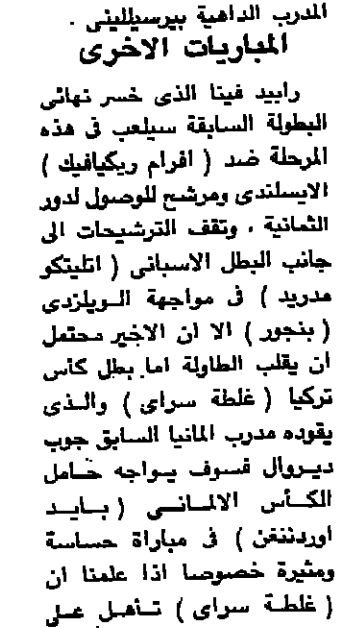 المدرب الداهية بيرسيلليني .
المباريات الاخرى
رابيد فينا الذى خسر نهائى
البطولة السابقة سيلعب فى هذه
المرحلة ضد ( افرام ريكيافيك )
الايسلندى ومرشح للوصول لدور
الثمانية . وتقف الترشيحات الى
جانب البطل الاسبانى ( اتليتكو
مدريد ) فى مواجهة الويلزدى
( بنجور ) الا ان الاخير محتمل
ان يقلب الطاولة اما بطل كأس
تركيا ( غلطة سراى ) والذى
يقوده مدرب المانيا السابق جوب
ديروال فسوف يواجه حامل
الكأس الالمانى ( بايد
اوردننغن ) فى مباراة حساسة
ومثيرة خصوصا اذا علمنا ان
( غلطة سراى ) تأهل على